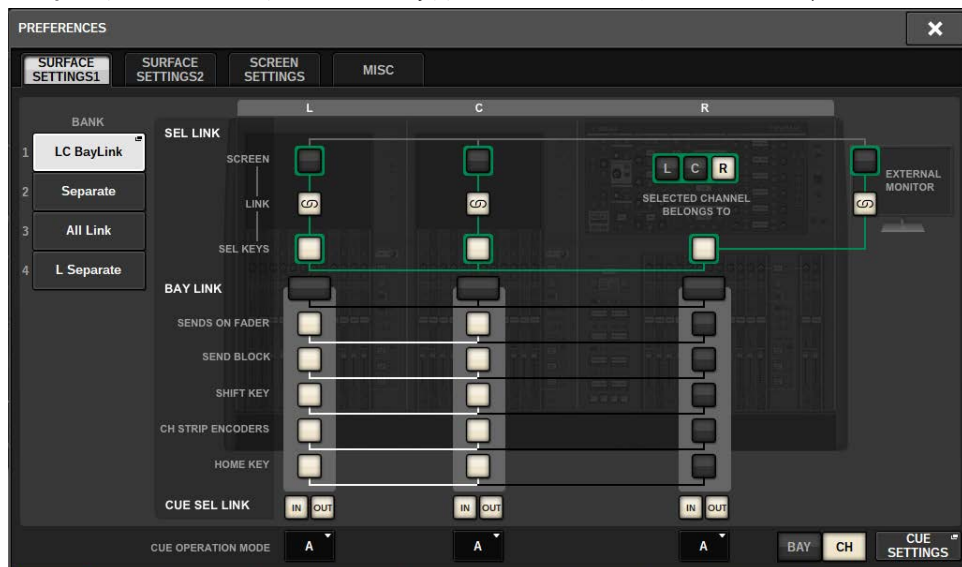 PREFERENCES
SURFACE SETTINGS1
SURFACE SETTINGS2
SCREEN SETTINGS
MISC
L
C
R
BANK
1 LC BayLink
2 Separate
3 All Link
4 L Separate
SEL LINK
SCREEN
LINK
SEL KEYS
L C R
SELECTED CHANNEL
BELONGS TO
EXTERNAL
MONITOR
BAY LINK
SENDS ON FADER
SEND BLOCK
SHIFT KEY
CH STRIP ENCODERS
HOME KEY
CUE SEL LINK
IN OUT
IN OUT
IN OUT
CUE OPERATION MODE
A
A
A
BAY CH
CUE
SETTINGS